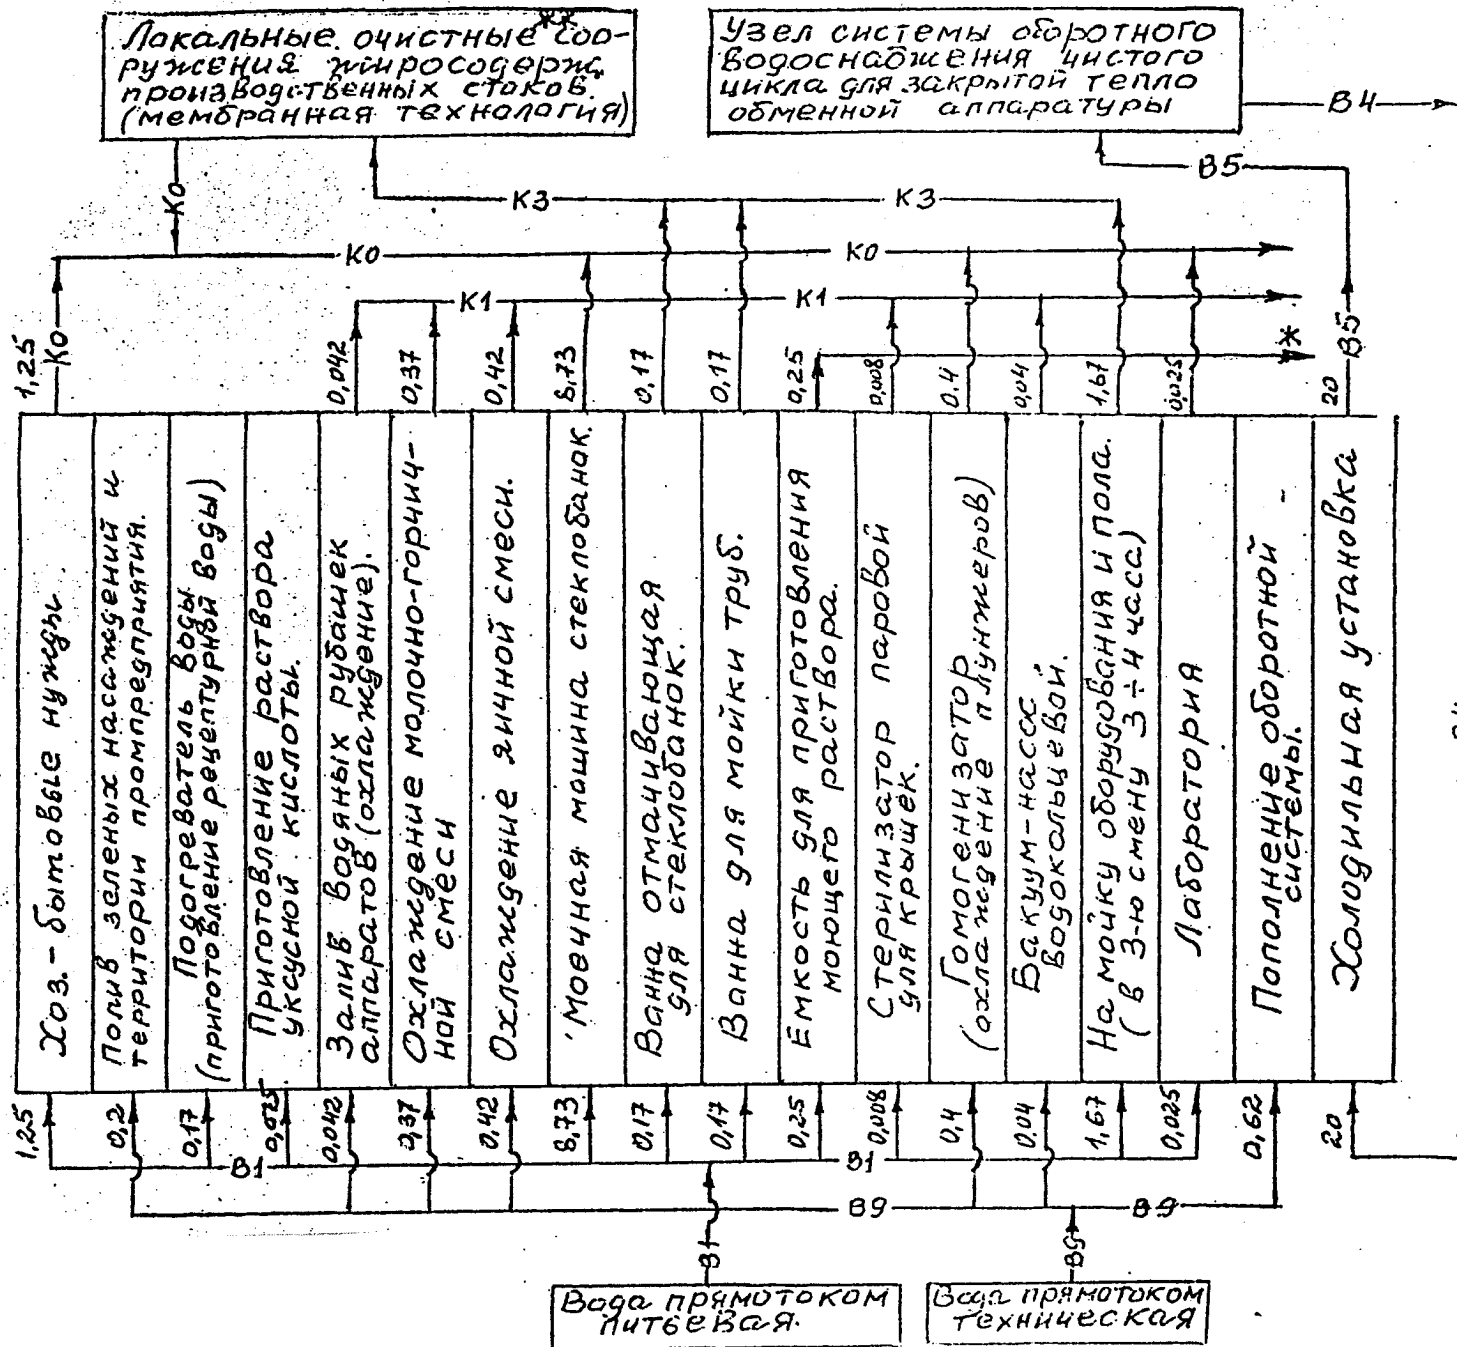 Локальные очистные соо-**
ружения жиросодерж.
производственных стоков.
(мембранная технология)
Узел системы оборотного
водоснабжения чистого
цикла для закрытой тепло
обменной аппаратуры
В4
В5
К3
К3
К0
К0
К0
К1
К1
К0
В5
*
1,25
0,042
0,37
0,42
8,73
0,17
0,17
0,25
0,008
0.4
0,04
1,67
0,025
20
Хоз.-бытовые нужды
Полив зеленых насаждений и
территории промпредприятия.
Подогреватель воды
(приготовление рецептурной воды)
Приготовление раствора
уксусной кислоты.
Залив водяных рубашек
аппаратов (охлаждение).
Охлаждение молочно-горчич-
ной смеси
Охлаждение яичной смеси.
Моечная машина стеклобанок.
Ванна отмачивающая
для стеклобанок.
Ванна для мойки труб.
Емкость для приготовления
моющего раствора.
Стерилизатор паровой
для крышек.
Гомогенизатор
(охлаждение плунжеров)
Вакуум-насос
водокольцевой.
На мойку оборудования и пола.
(в 3-ю смену 3÷4 часа)
Лаборатория
Пополнение оборотной -
системы.
Холодильная установка
1,25
0,2
0,17
0,025
0,042
0,37
0,42
8,73
0,17
0,17
0,25
0,008
0,4
0,04
1,67
0,025
0,62
20
В1
В1
В9
В9
В1
В9
Вода прямотоком
питьевая.
Вода прямотоком
техническая